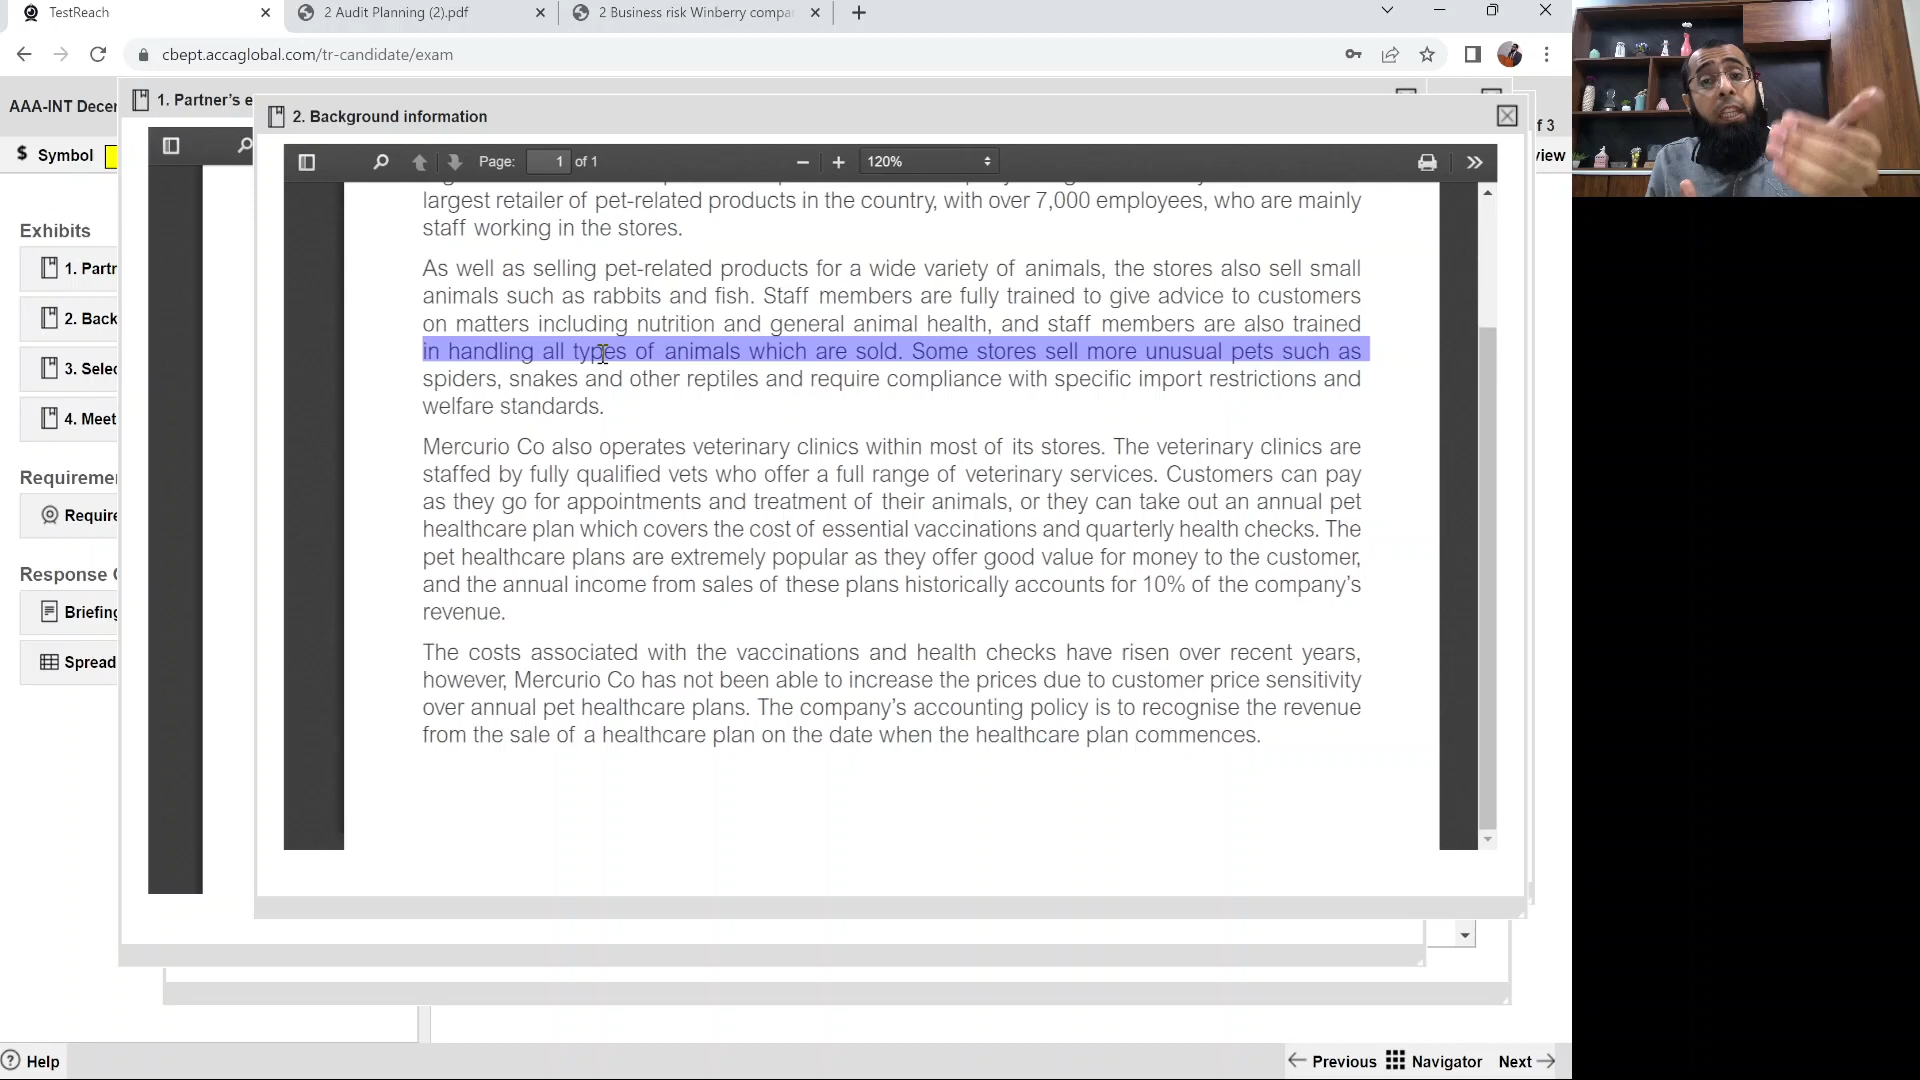 TestReach
2 Audit Planning (2).pdf
2 Business risk Winberry compa
cbept.accaglobal.com/tr-candidate/exam
AAA-INT Decer
1. Partner's e
2. Background information
f 3
$ Symbol
view
Page: 1 of 1
120%
Exhibits
1. Partr
2. Back
3. Selec
4. Meet
Requireme
Require
Response
Briefing
Spread
largest retailer of pet-related products in the country, with over 7,000 employees, who are mainly
staff working in the stores.
As well as selling pet-related products for a wide variety of animals, the stores also sell small
animals such as rabbits and fish. Staff members are fully trained to give advice to customers
on matters including nutrition and general animal health, and staff members are also trained
in handling all types of animals which are sold. Some stores sell more unusual pets such as
spiders, snakes and other reptiles and require compliance with specific import restrictions and
welfare standards.
Mercurio Co also operates veterinary clinics within most of its stores. The veterinary clinics are
staffed by fully qualified vets who offer a full range of veterinary services. Customers can pay
as they go for appointments and treatment of their animals, or they can take out an annual pet
healthcare plan which covers the cost of essential vaccinations and quarterly health checks. The
pet healthcare plans are extremely popular as they offer good value for money to the customer,
and the annual income from sales of these plans historically accounts for 10% of the company's
revenue.
The costs associated with the vaccinations and health checks have risen over recent years,
however, Mercurio Co has not been able to increase the prices due to customer price sensitivity
over annual pet healthcare plans. The company's accounting policy is to recognise the revenue
from the sale of a healthcare plan on the date when the healthcare plan commences.
Help
Previous
Navigator
Next